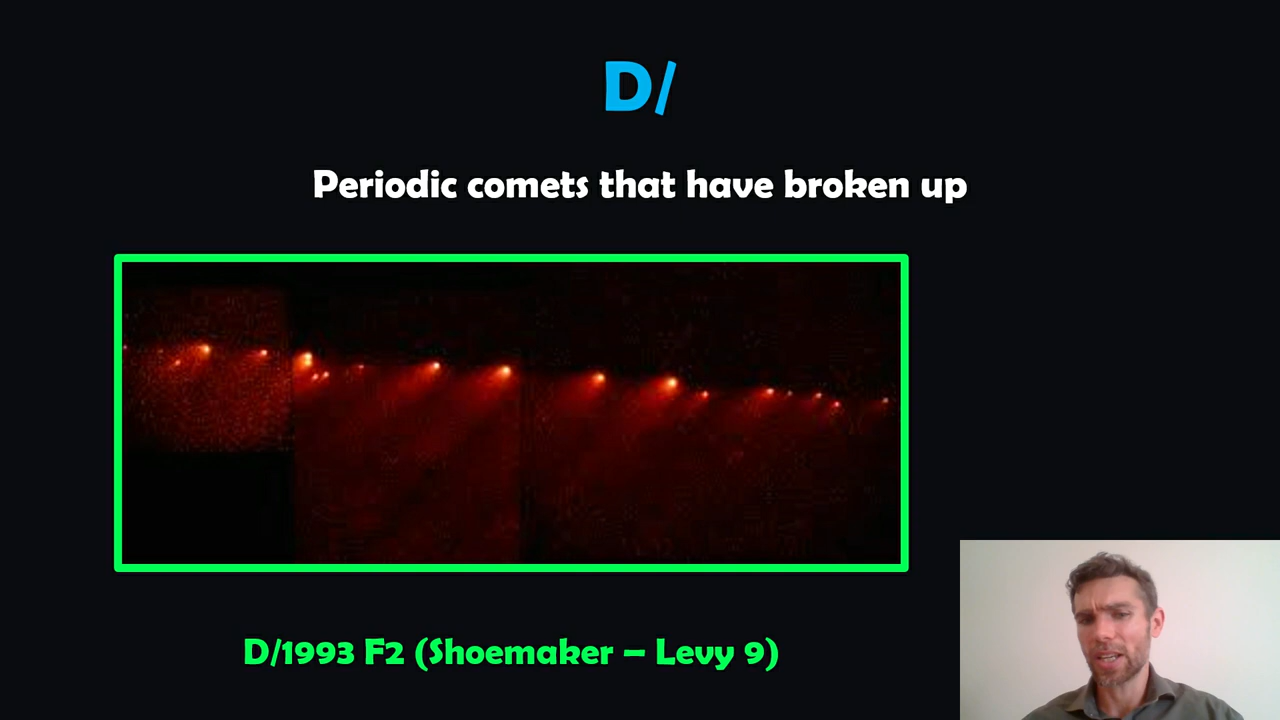 D/
Periodic comets that have broken up
D/1993 F2 (Shoemaker – Levy 9)